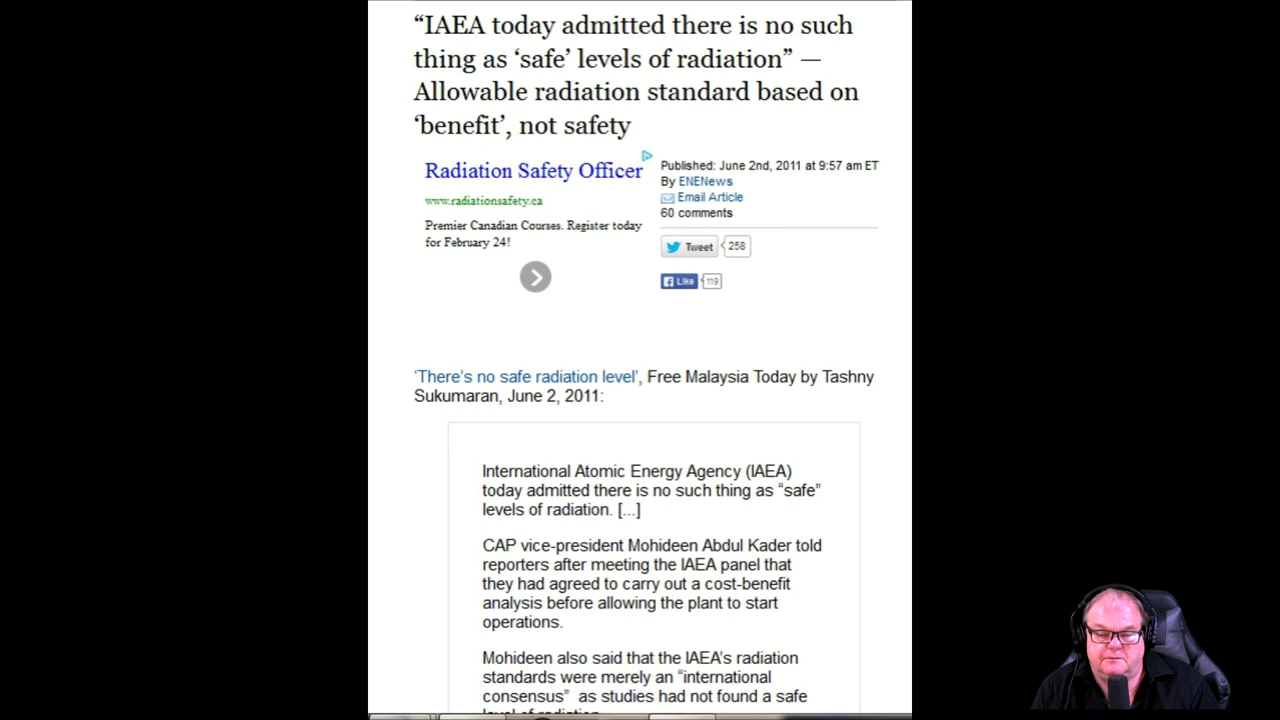 “IAEA today admitted there is no such
thing as ‘safe’ levels of radiation” —
Allowable radiation standard based on
‘benefit’, not safety
Radiation Safety Officer
www.radiationsafety.ca
Premier Canadian Courses. Register today
for February 24!
Published: June 2nd, 2011 at 9:57 am ET
By ENENews
Email Article
60 comments
Tweet 258
Like 119
‘There’s no safe radiation level’, Free Malaysia Today by Tashny
Sukumaran, June 2, 2011:
International Atomic Energy Agency (IAEA)
today admitted there is no such thing as “safe”
levels of radiation. [...]
CAP vice-president Mohideen Abdul Kader told
reporters after meeting the IAEA panel that
they had agreed to carry out a cost-benefit
analysis before allowing the plant to start
operations.
Mohideen also said that the IAEA’s radiation
standards were merely an “international
consensus” as studies had not found a safe
level of radiation